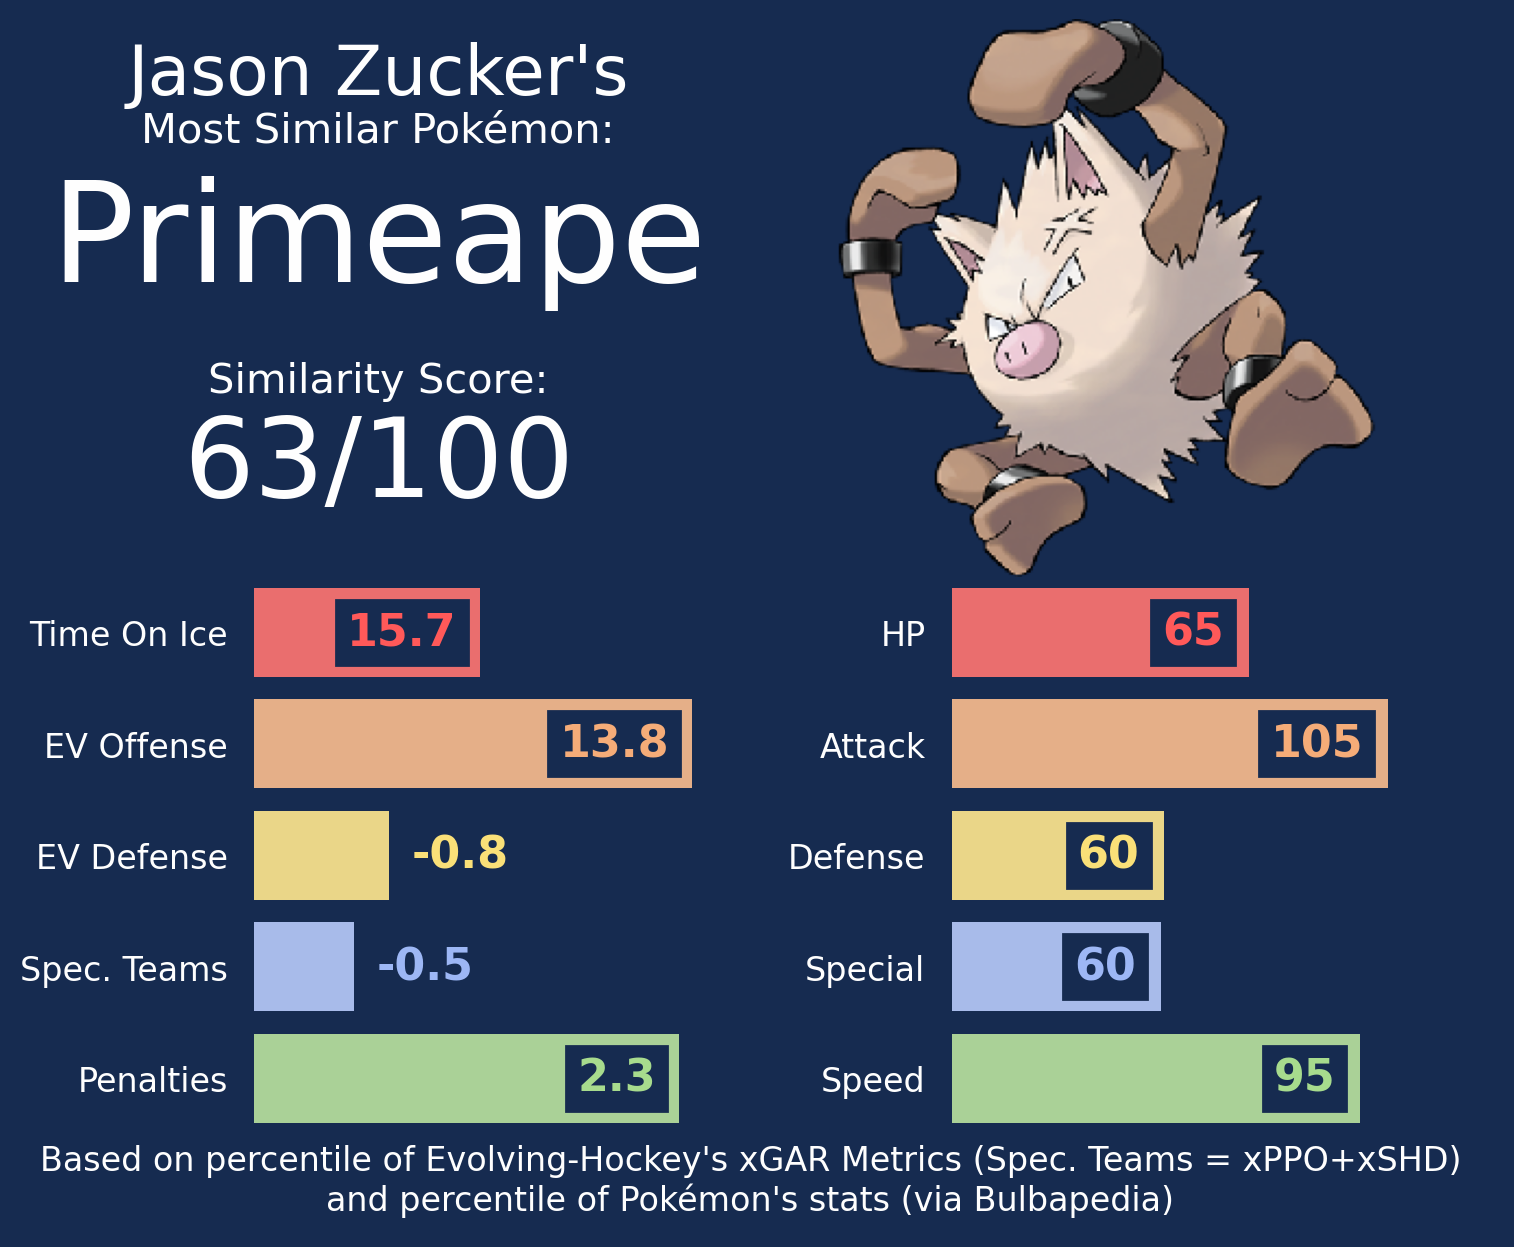 Jason Zucker's
Most Similar Pokémon:
Primeape
Similarity Score:
63/100
Time On Ice 15.7
EV Offense 13.8
EV Defense -0.8
Spec. Teams -0.5
Penalties 2.3
HP 65
Attack 105
Defense 60
Special 60
Speed 95
Based on percentile of Evolving-Hockey's xGAR Metrics (Spec. Teams = xPPO+xSHD)
and percentile of Pokémon's stats (via Bulbapedia)